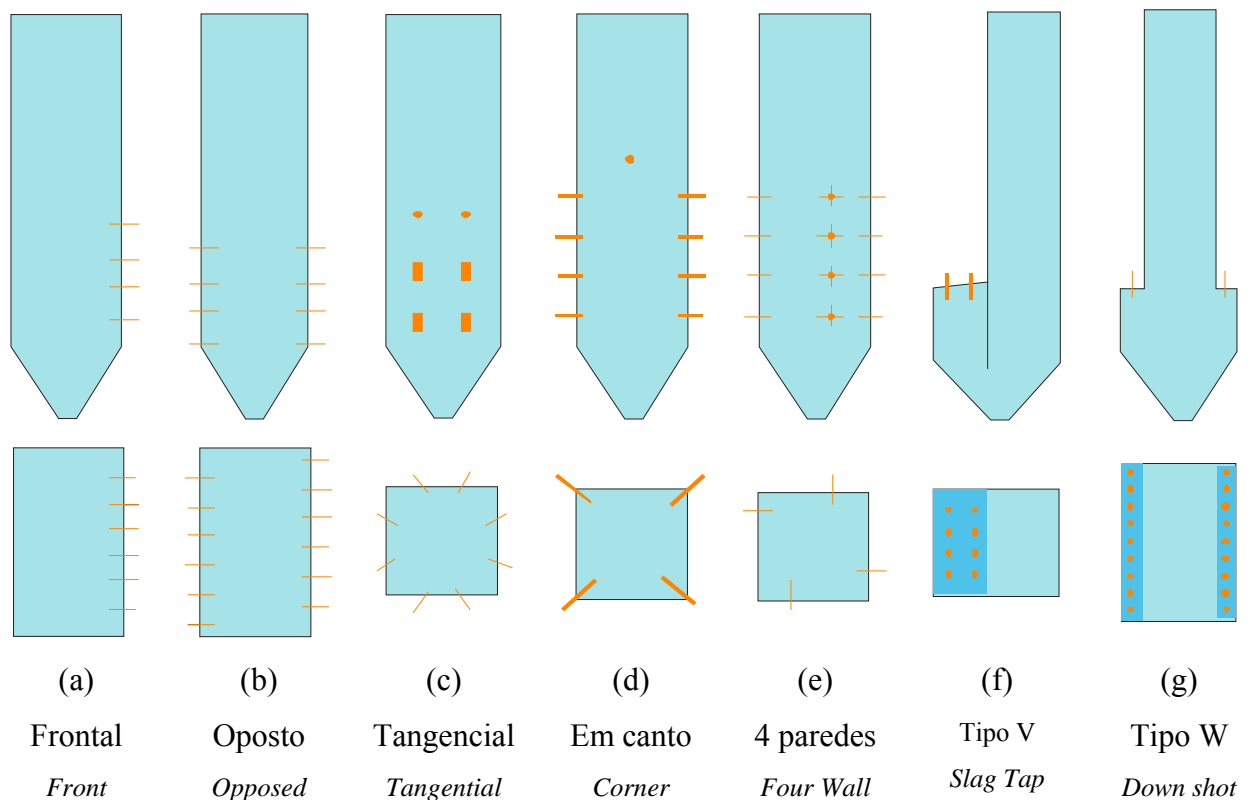 (a) (b) (c) (d) (e) (f) (g)
Frontal Oposto Tangencial Em canto 4 paredes Tipo V Tipo W
Front Opposed Tangential Corner Four Wall Slag Tap Down shot